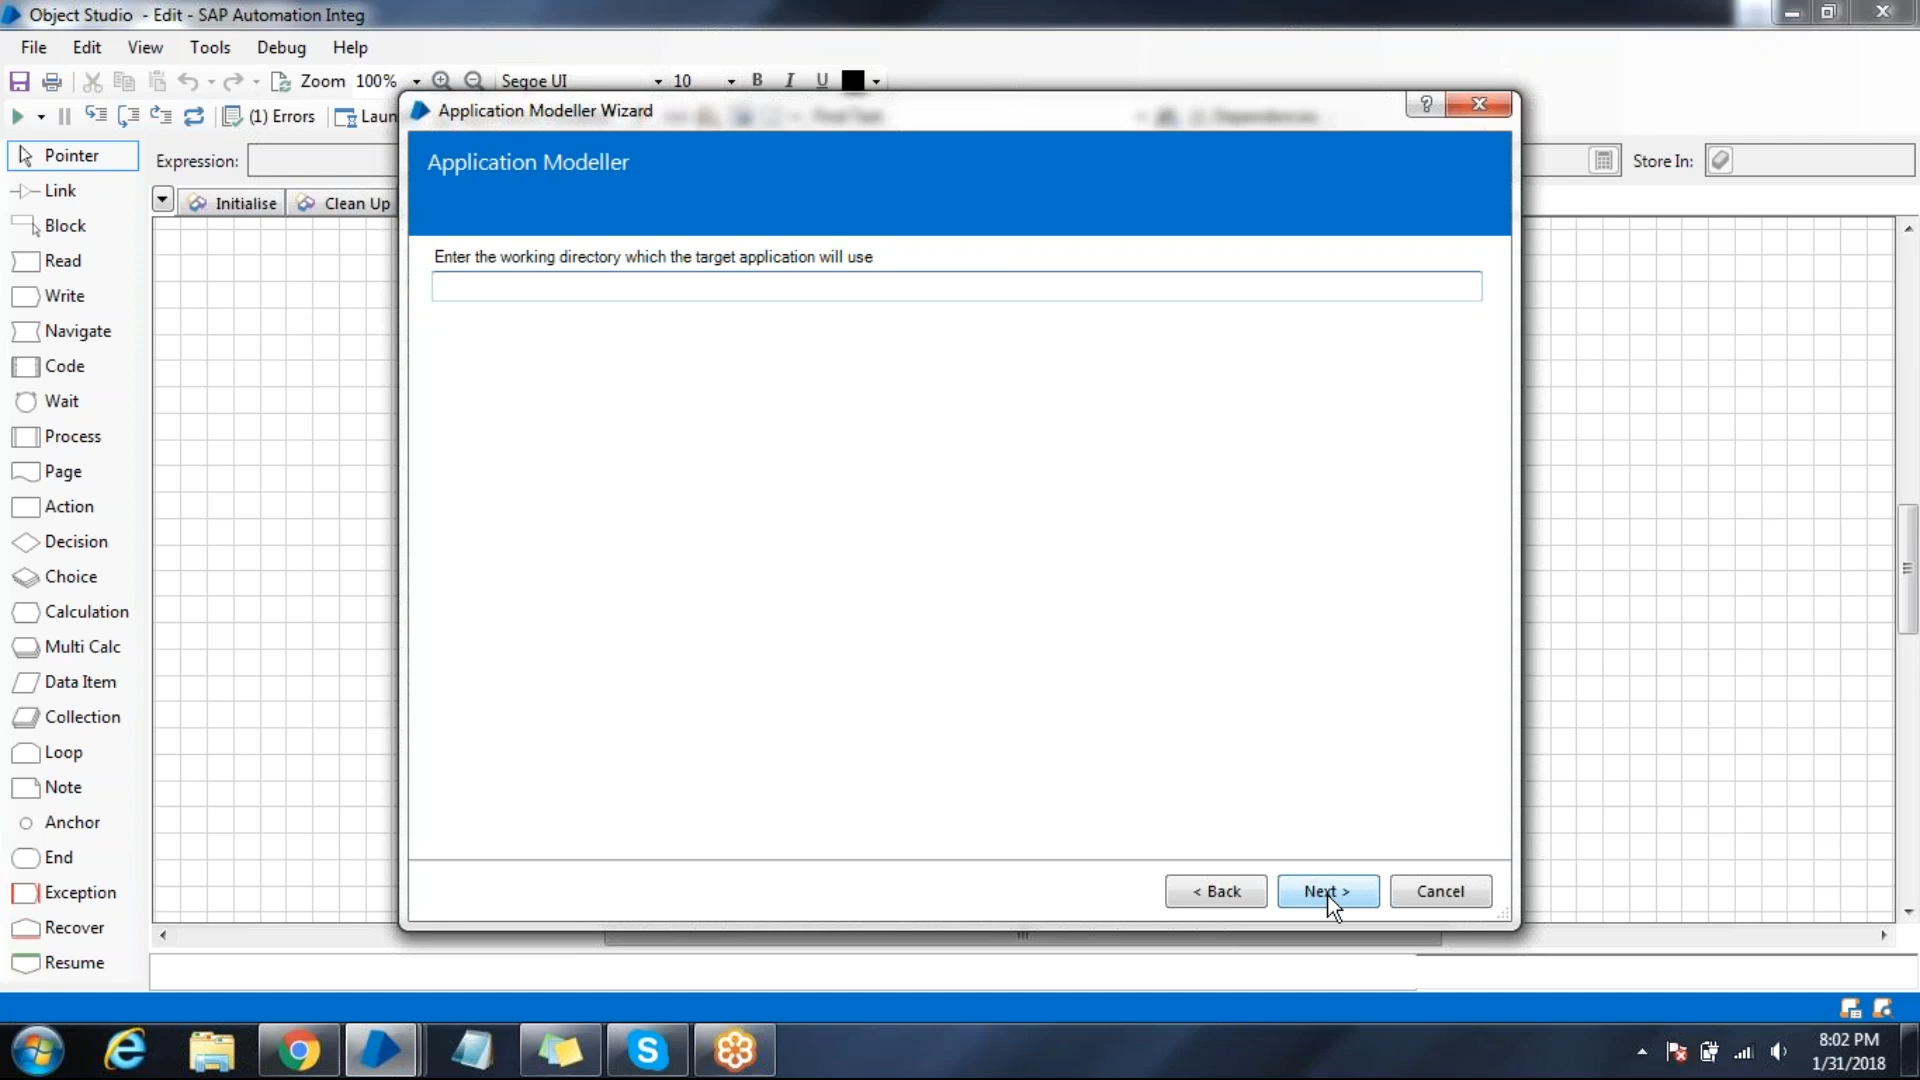 Object Studio - Edit - SAP Automation Integ
File Edit View Tools Debug Help
Zoom 100% Segoe UI 10 B I U
(1) Errors Laun Find Text Dependencies
Application Modeller Wizard
Pointer
Expression:
Store In:
Application Modeller
Link
Initialise Clean Up
Block
Enter the working directory which the target application will use
Read
Write
Navigate
Code
Wait
Process
Page
Action
Decision
Choice
Calculation
Multi Calc
Data Item
Collection
Loop
Note
Anchor
End
Exception
< Back Next > Cancel
Recover
Resume
8:02 PM
1/31/2018